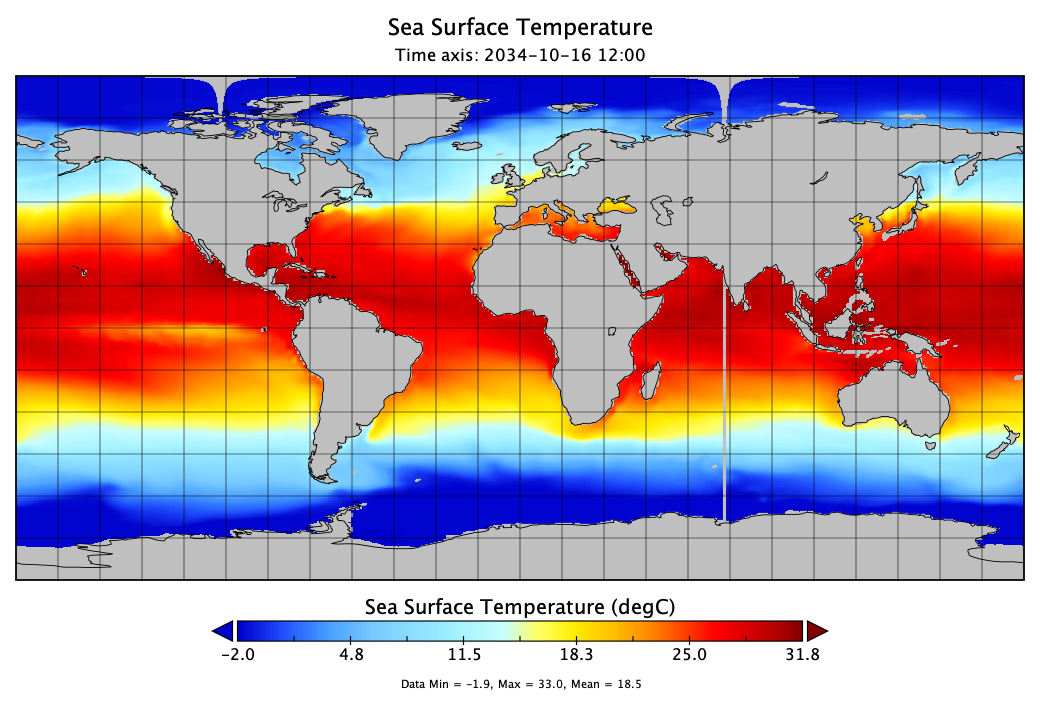 Sea Surface Temperature
Time axis: 2034-10-16 12:00
Sea Surface Temperature (degC)
-2.0 4.8 11.5 18.3 25.0 31.8
Data Min = -1.9, Max = 33.0, Mean = 18.5